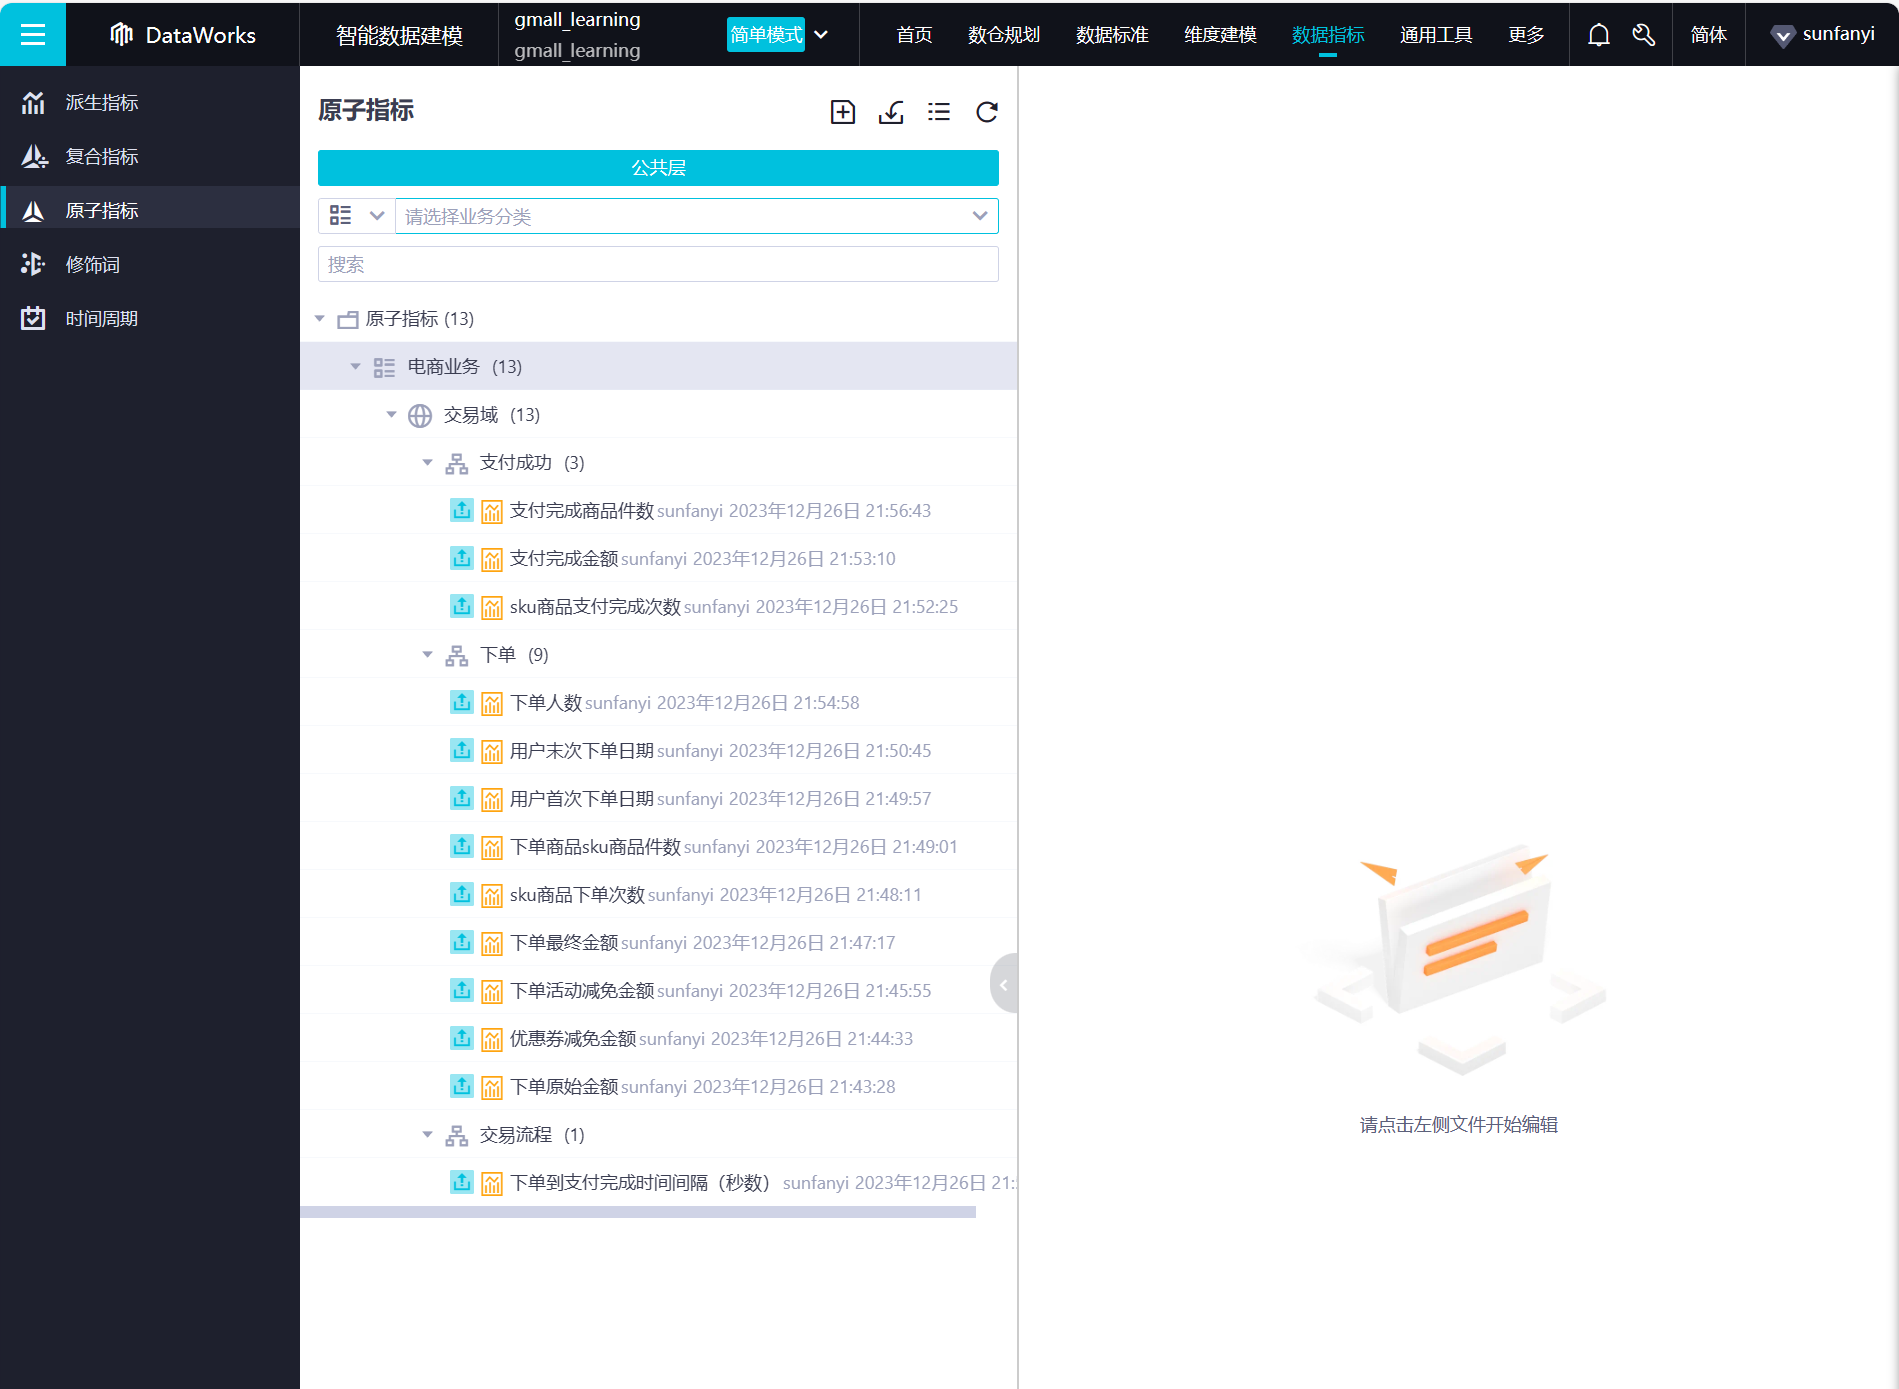 DataWorks
智能数据建模
gmall_learning
gmall_learning
简单模式
首页
数仓规划
数据标准
维度建模
数据指标
通用工具
更多
简体
sunfanyi
派生指标
复合指标
原子指标
修饰词
时间周期
原子指标
公共层
请选择业务分类
搜索
原子指标 (13)
电商业务 (13)
交易域 (13)
支付成功 (3)
支付完成商品件数 sunfanyi 2023年12月26日 21:56:43
支付完成金额 sunfanyi 2023年12月26日 21:53:10
sku商品支付完成次数 sunfanyi 2023年12月26日 21:52:25
下单 (9)
下单人数 sunfanyi 2023年12月26日 21:54:58
用户末次下单日期 sunfanyi 2023年12月26日 21:50:45
用户首次下单日期 sunfanyi 2023年12月26日 21:49:57
下单商品sku商品件数 sunfanyi 2023年12月26日 21:49:01
sku商品下单次数 sunfanyi 2023年12月26日 21:48:11
下单最终金额 sunfanyi 2023年12月26日 21:47:17
下单活动减免金额 sunfanyi 2023年12月26日 21:45:55
优惠券减免金额 sunfanyi 2023年12月26日 21:44:33
下单原始金额 sunfanyi 2023年12月26日 21:43:28
交易流程 (1)
下单到支付完成时间间隔（秒数） sunfanyi 2023年12月26日 21:
请点击左侧文件开始编辑